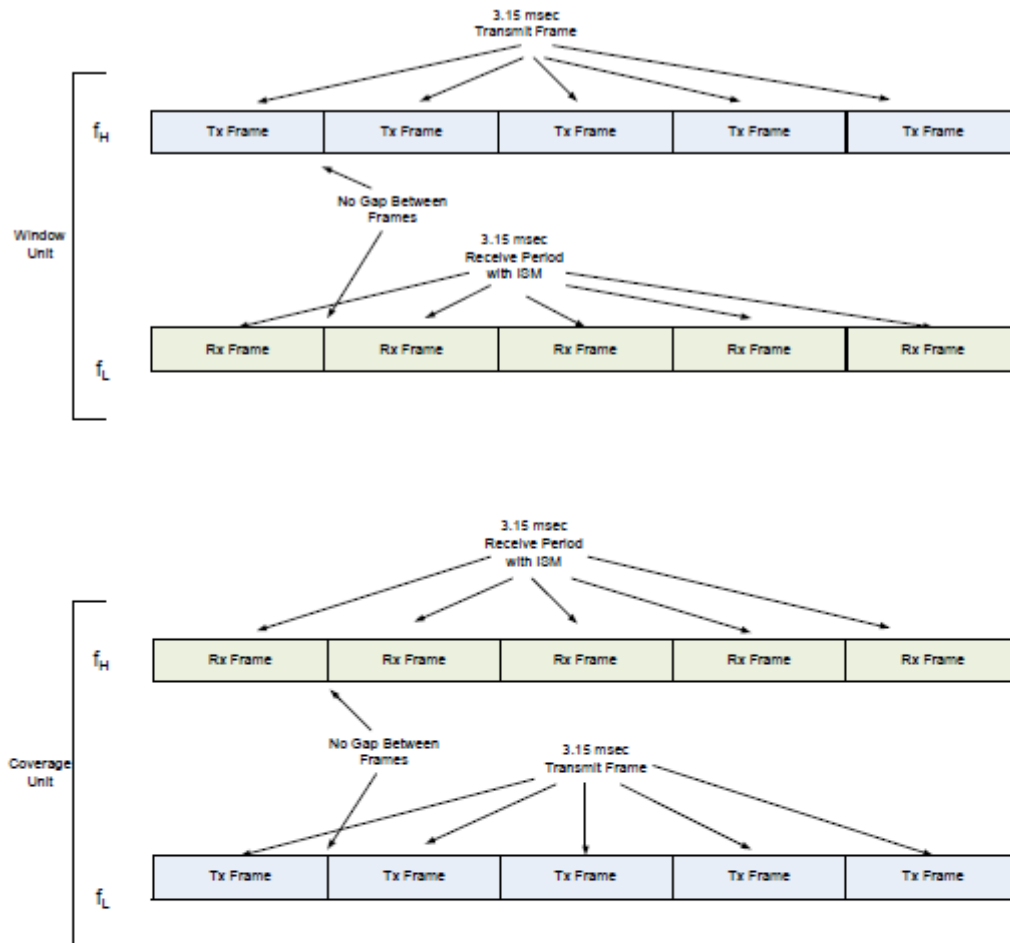 3.15 msec
Transmit Frame
f_H
Tx Frame Tx Frame Tx Frame Tx Frame Tx Frame
No Gap Between
Frames
Window
Unit
3.15 msec
Receive Period
with ISM
Rx Frame Rx Frame Rx Frame Rx Frame Rx Frame
f_L
3.15 msec
Receive Period
with ISM
f_H
Rx Frame Rx Frame Rx Frame Rx Frame Rx Frame
No Gap Between
Frames
3.15 msec
Transmit Frame
Coverage
Unit
Tx Frame Tx Frame Tx Frame Tx Frame Tx Frame
f_L